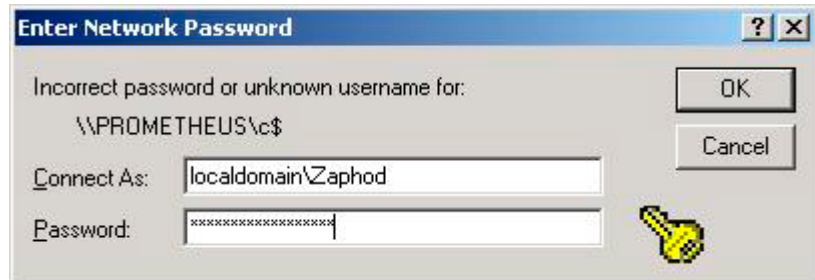 Enter Network Password
Incorrect password or unknown username for:
\\PROMETHEUS\c$
Connect As: localdomain\Zaphod
Password: *****************
OK
Cancel